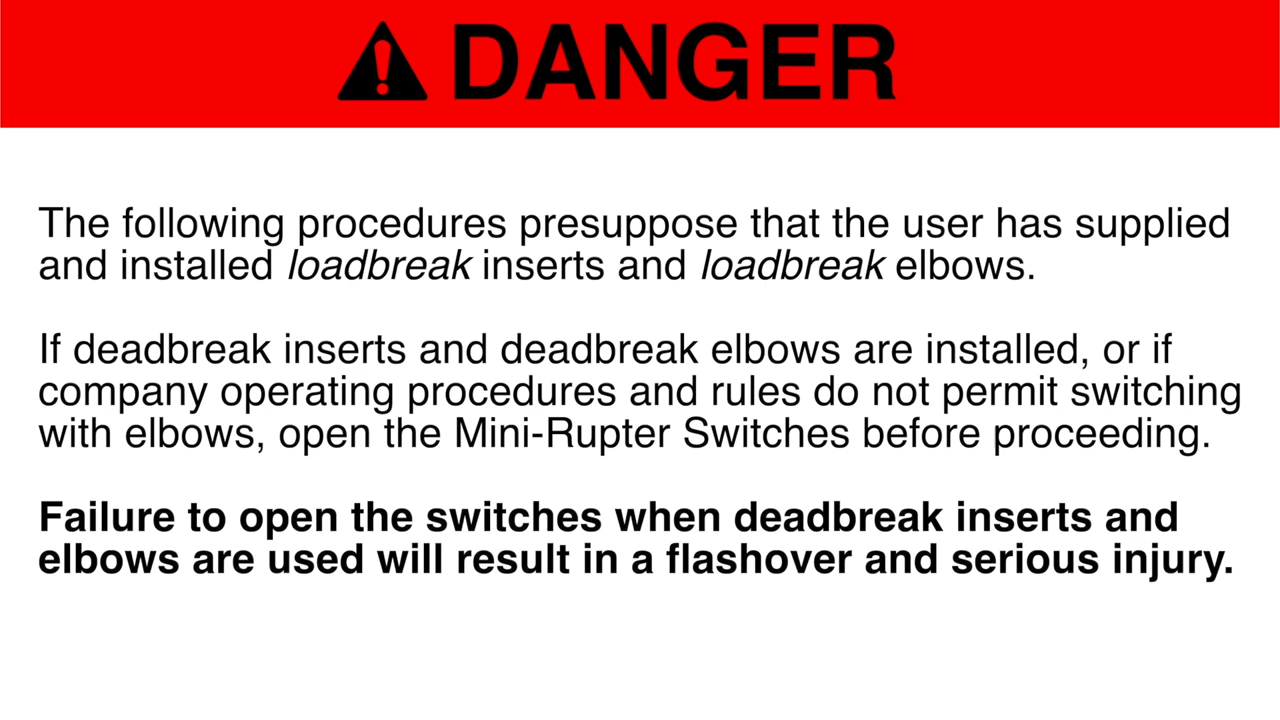 DANGER
The following procedures presuppose that the user has supplied
and installed loadbreak inserts and loadbreak elbows.
If deadbreak inserts and deadbreak elbows are installed, or if
company operating procedures and rules do not permit switching
with elbows, open the Mini-Rupter Switches before proceeding.
Failure to open the switches when deadbreak inserts and
elbows are used will result in a flashover and serious injury.